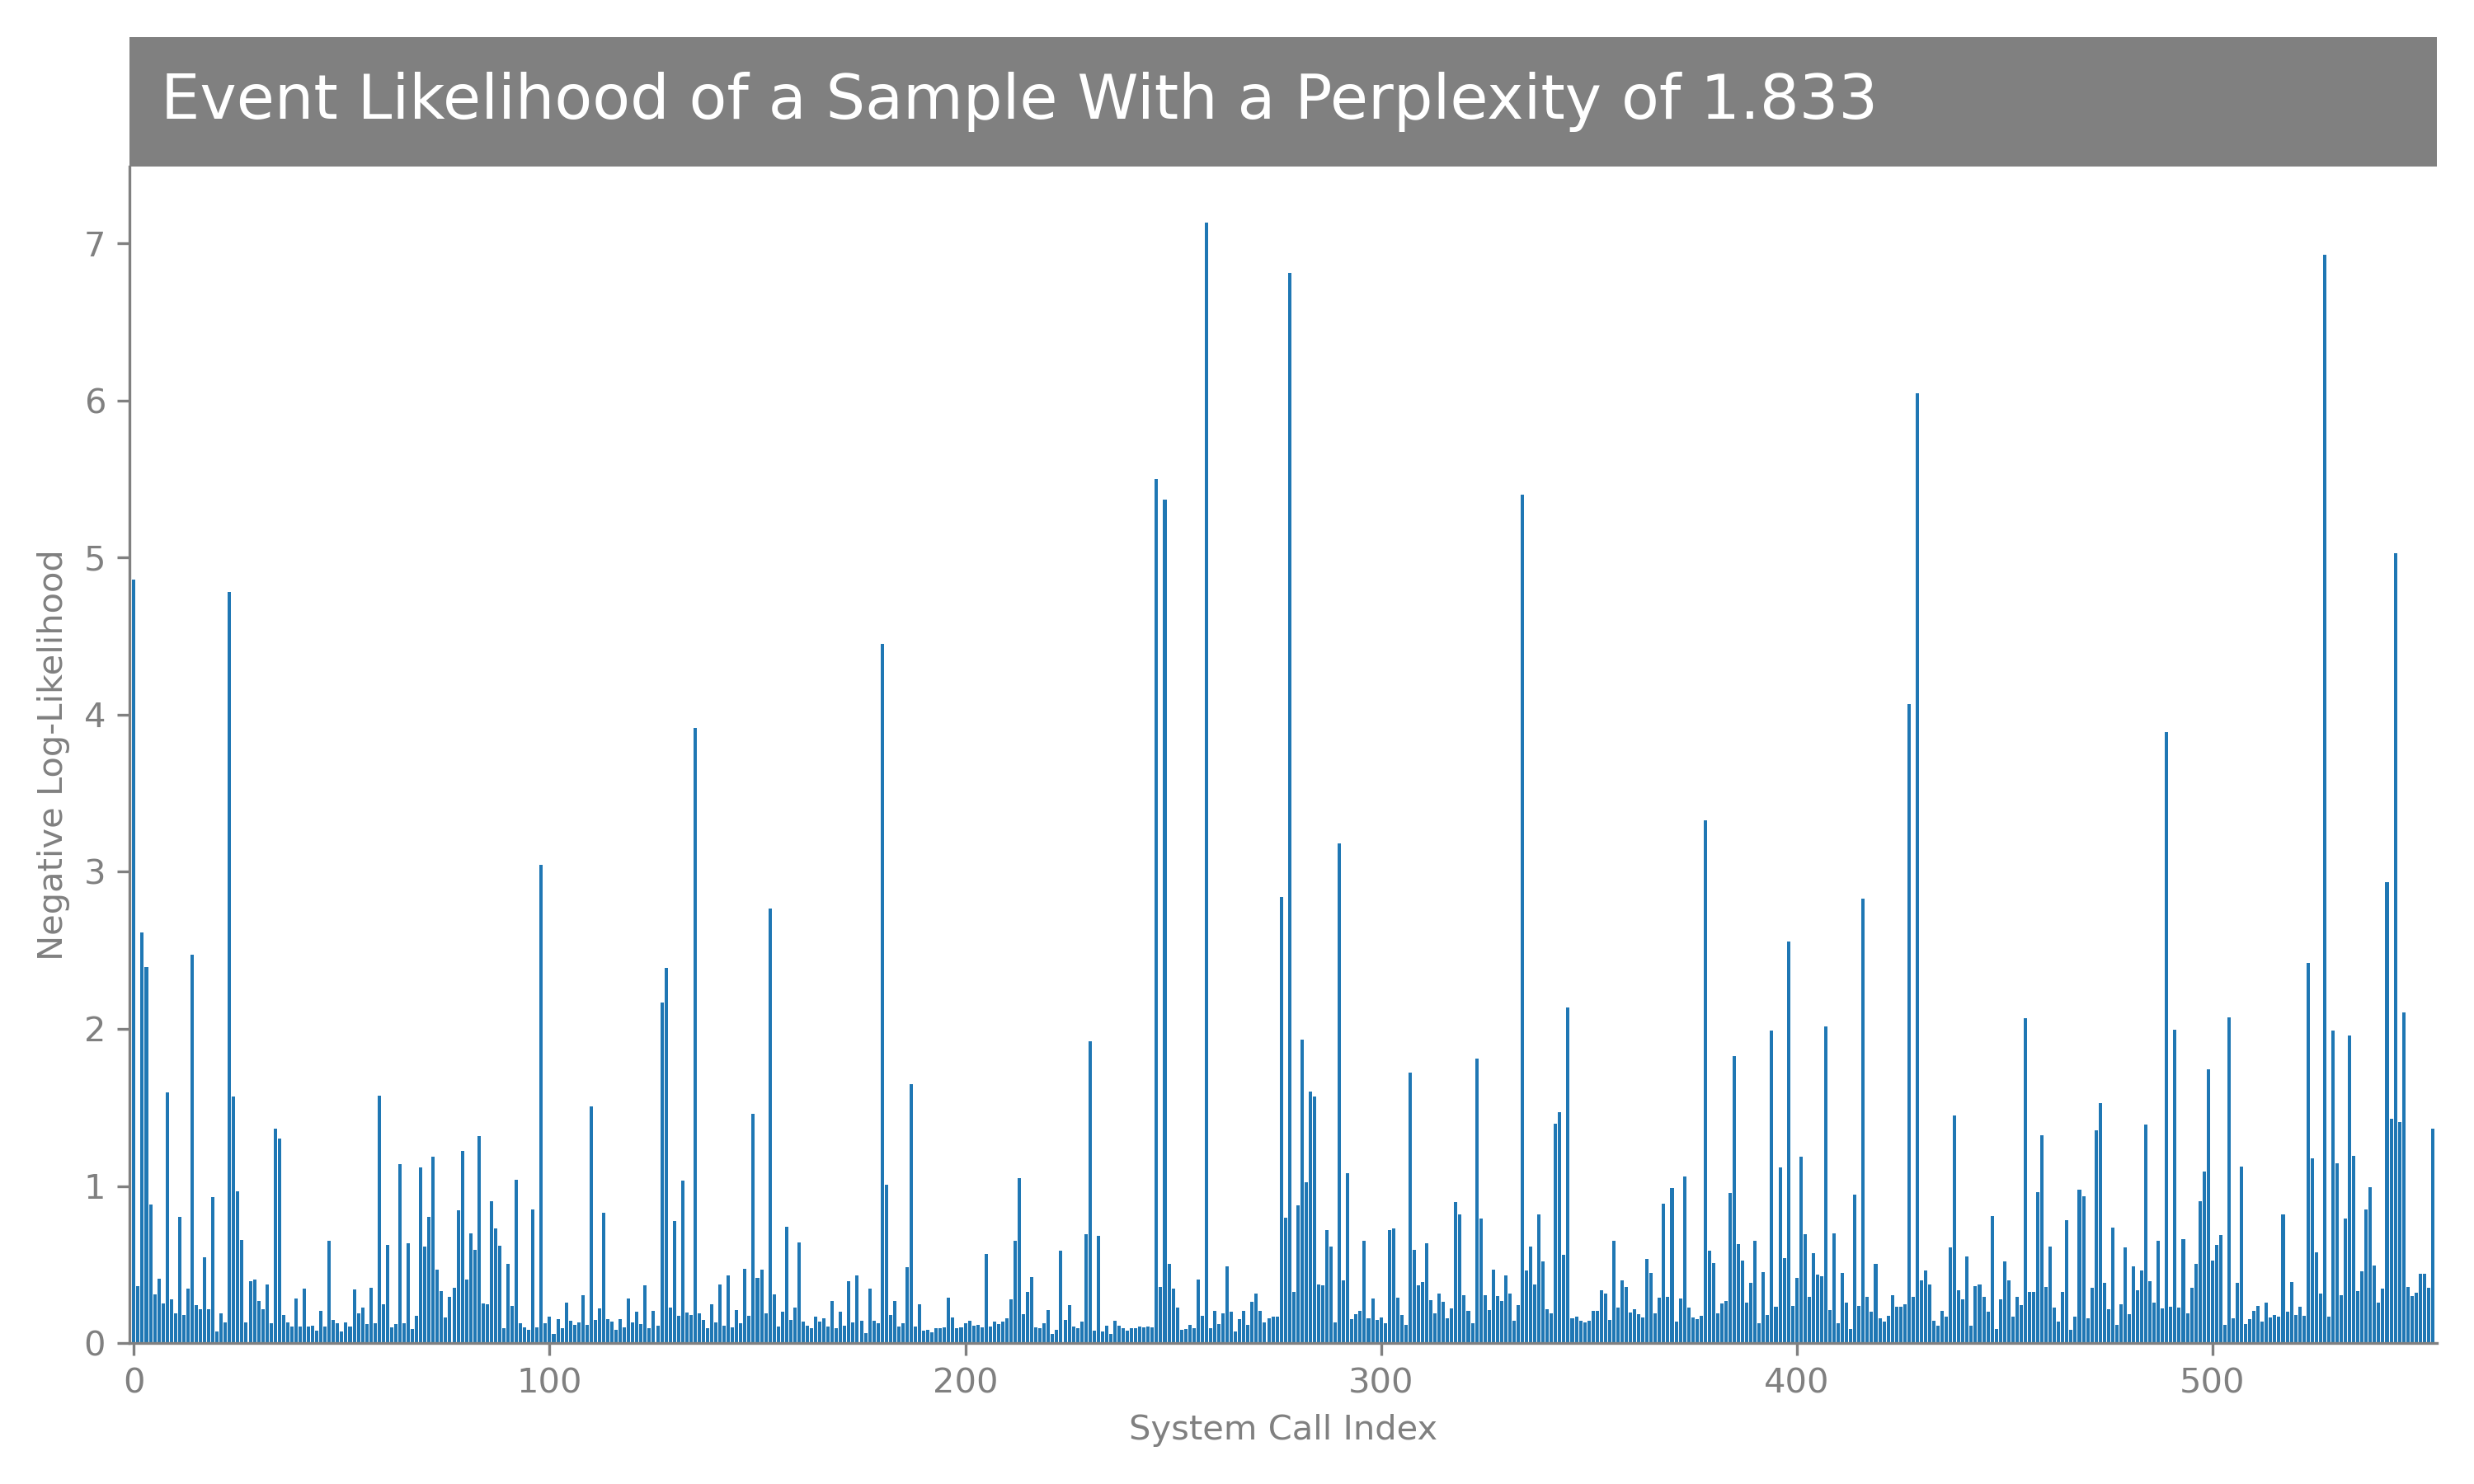 Event Likelihood of a Sample With a Perplexity of 1.833
Negative Log-Likelihood
7
6
5
4
3
2
1
0
0 100 200 300 400 500
System Call Index